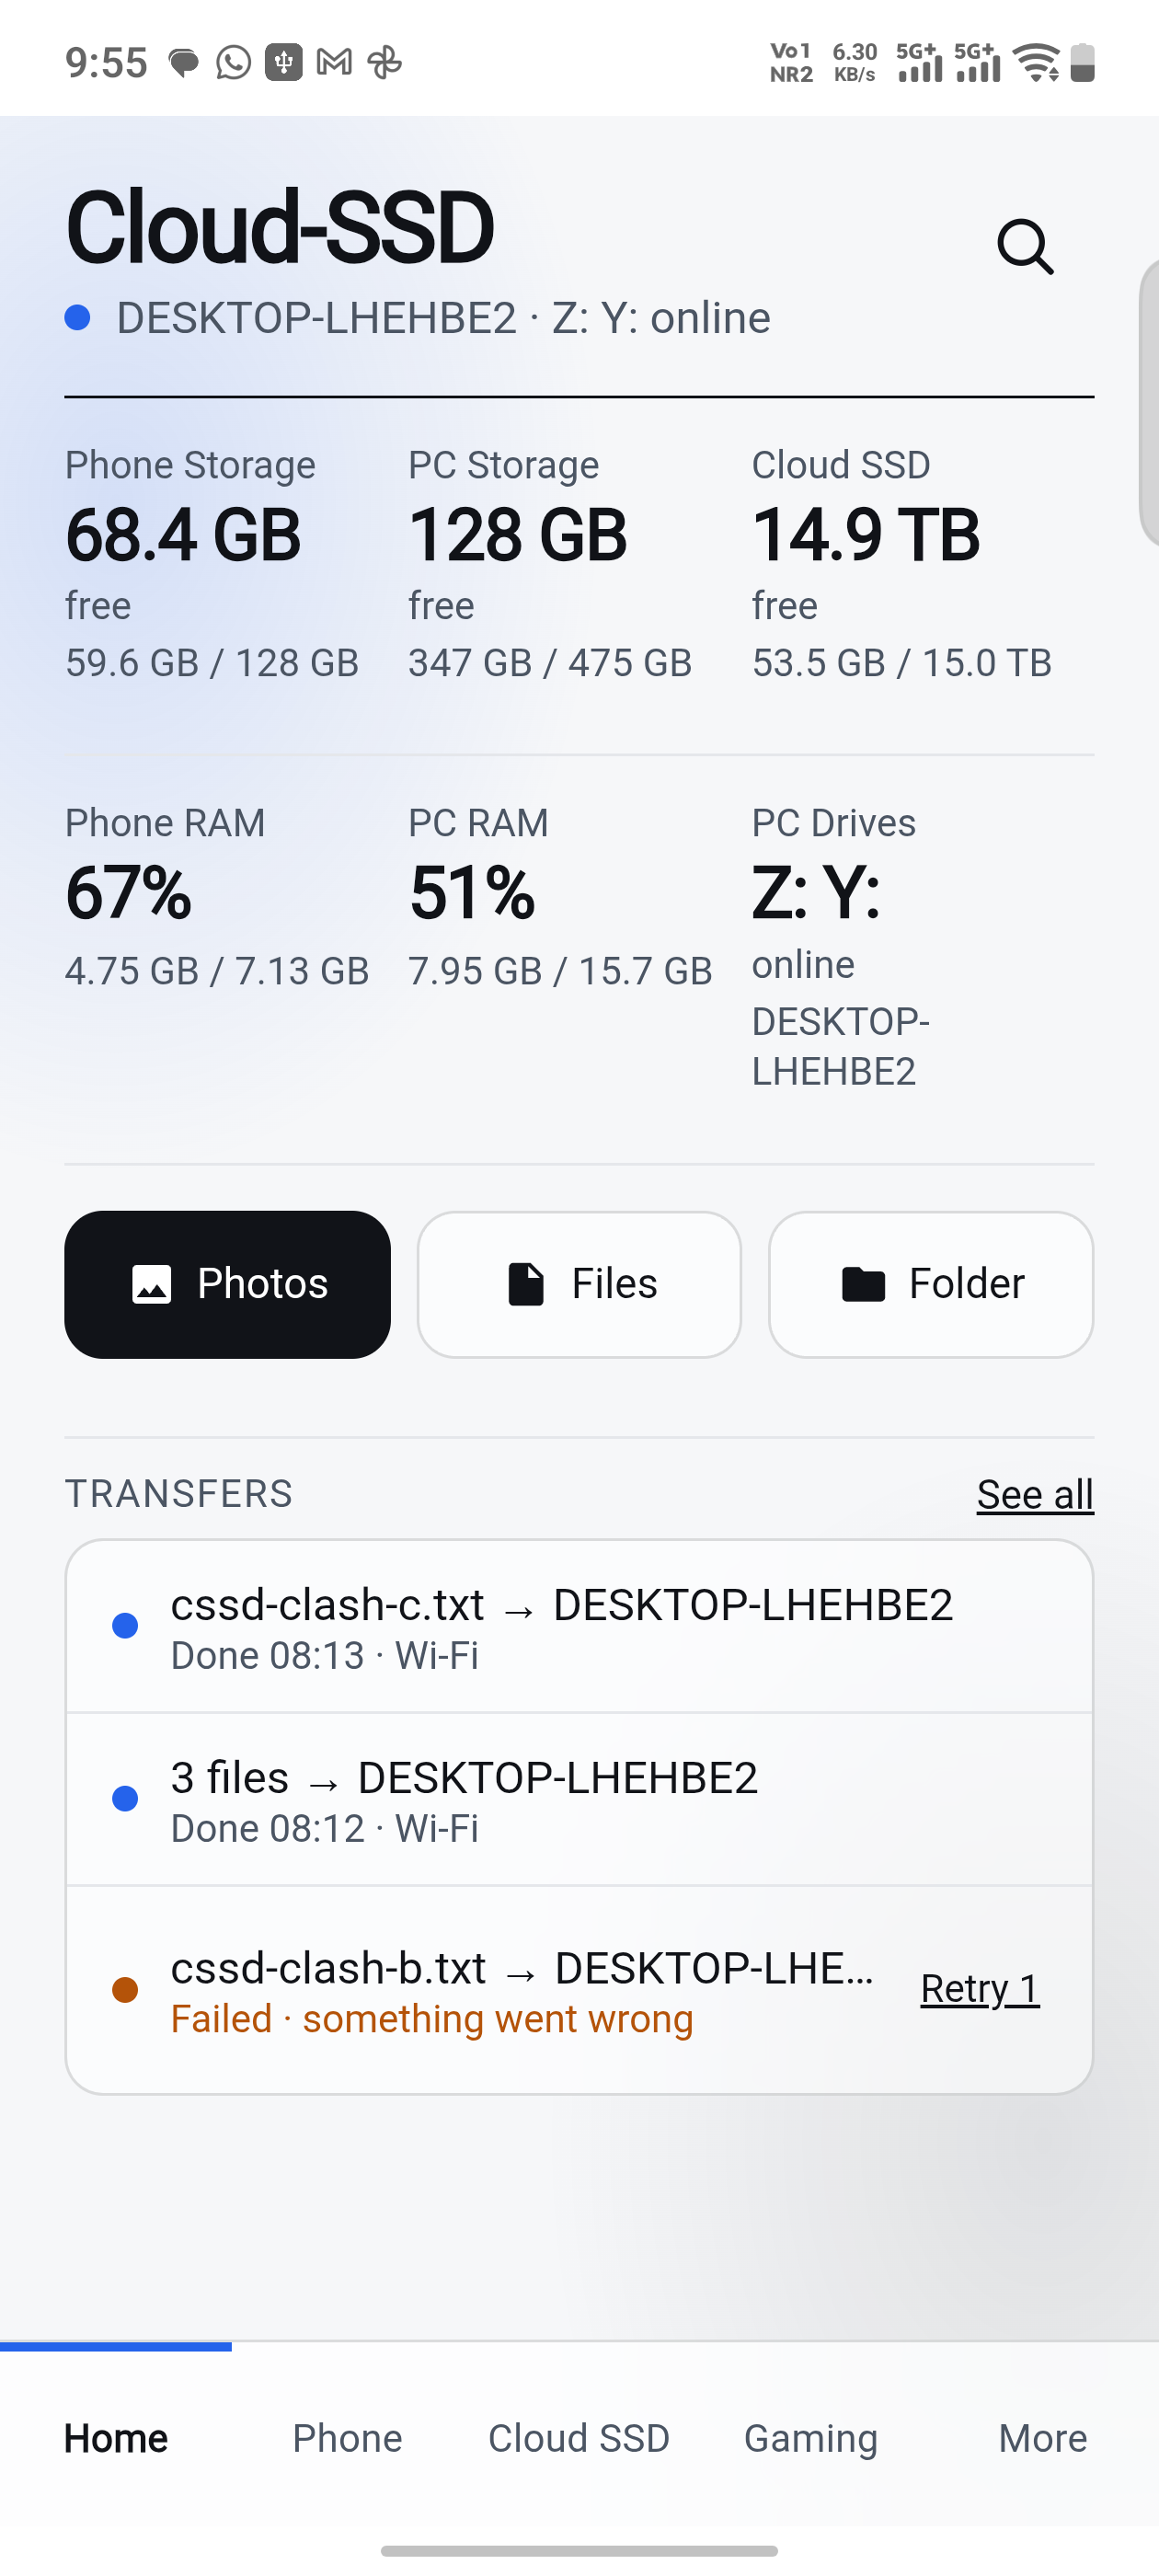 9:55
Vo1 NR2
6.30 KB/s
5G+ 5G+
Cloud-SSD
DESKTOP-LHEHBE2 · Z: Y: online
Phone Storage
68.4 GB
free
59.6 GB / 128 GB
PC Storage
128 GB
free
347 GB / 475 GB
Cloud SSD
14.9 TB
free
53.5 GB / 15.0 TB
Phone RAM
67%
4.75 GB / 7.13 GB
PC RAM
51%
7.95 GB / 15.7 GB
PC Drives
Z: Y:
online
DESKTOP-
LHEHBE2
Photos
Files
Folder
TRANSFERS
See all
cssd-clash-c.txt → DESKTOP-LHEHBE2
Done 08:13 · Wi-Fi
3 files → DESKTOP-LHEHBE2
Done 08:12 · Wi-Fi
cssd-clash-b.txt → DESKTOP-LHE...
Failed · something went wrong
Retry 1
Home
Phone
Cloud SSD
Gaming
More